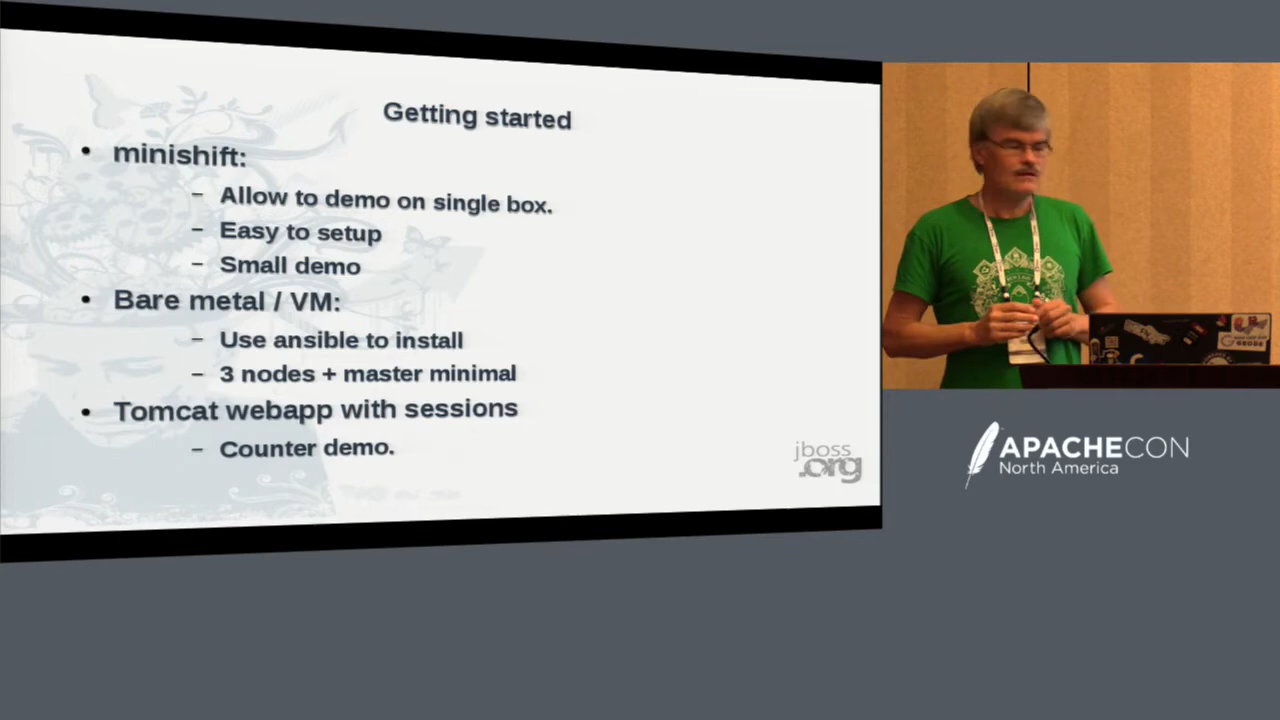 Getting started
• minishift:
– Allow to demo on single box.
– Easy to setup
– Small demo
• Bare metal / VM:
– Use ansible to install
– 3 nodes + master minimal
• Tomcat webapp with sessions
– Counter demo.
jboss
.org
APACHECON
North America